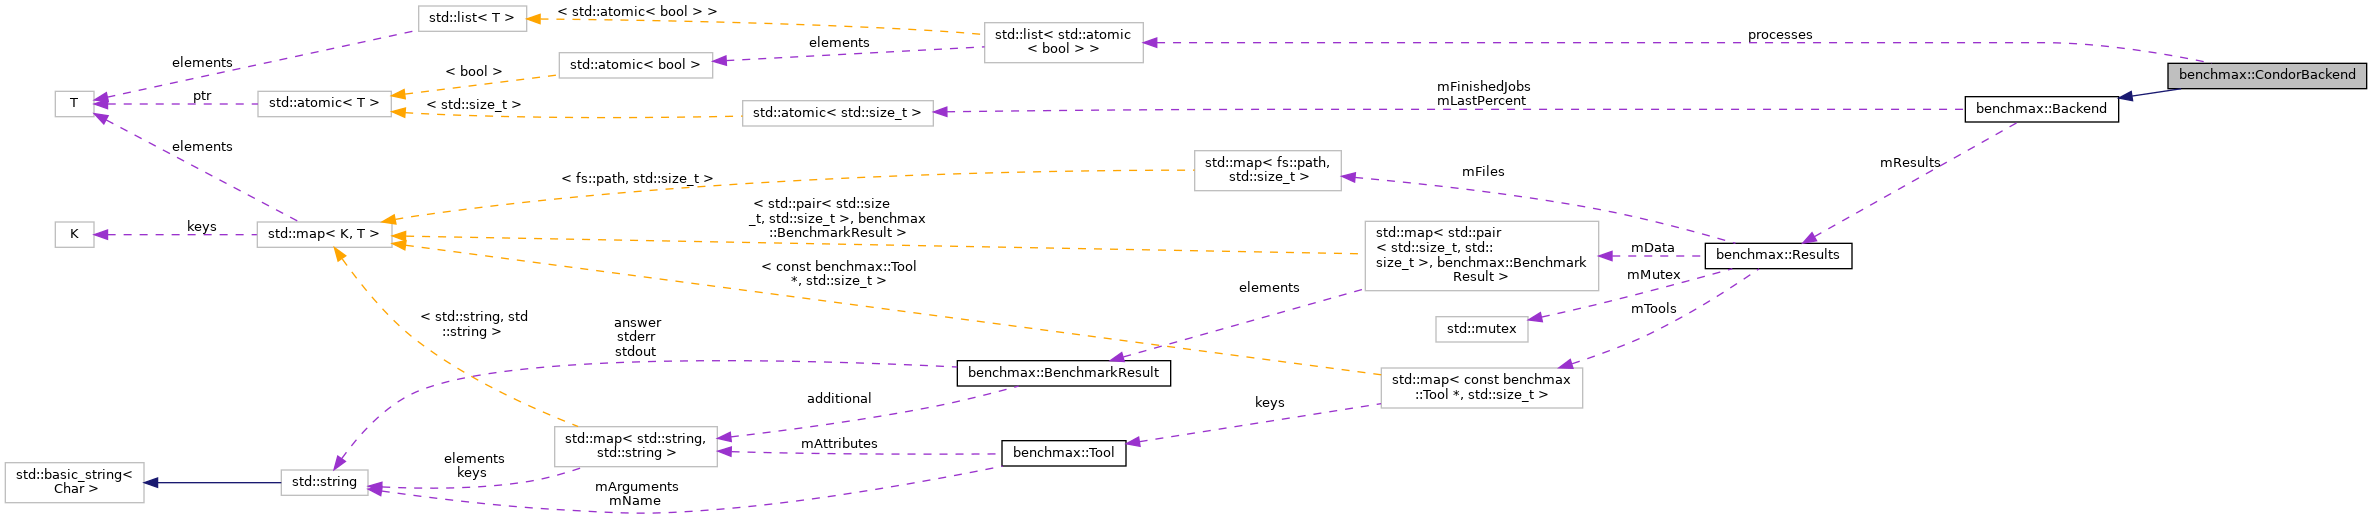 std::list< T >
< std::atomic< bool > >
std::list< std::atomic
< bool > >
processes
benchmax::CondorBackend
elements
elements
std::atomic< bool >
< bool >
T
ptr
std::atomic< T >
< std::size_t >
std::atomic< std::size_t >
mFinishedJobs
mLastPercent
benchmax::Backend
elements
< fs::path, std::size_t >
std::map< fs::path,
std::size_t >
mFiles
mResults
K
keys
std::map< K, T >
< std::pair< std::size
_t, std::size_t >, benchmax
::BenchmarkResult >
std::map< std::pair
< std::size_t, std::
size_t >, benchmax::Benchmark
Result >
mData
benchmax::Results
< const benchmax::Tool
*, std::size_t >
elements
mMutex
mTools
std::mutex
< std::string, std
::string >
answer
stderr
stdout
benchmax::BenchmarkResult
additional
std::map< const benchmax
::Tool *, std::size_t >
keys
std::map< std::string,
std::string >
mAttributes
benchmax::Tool
std::basic_string<
Char >
std::string
elements
keys
mArguments
mName